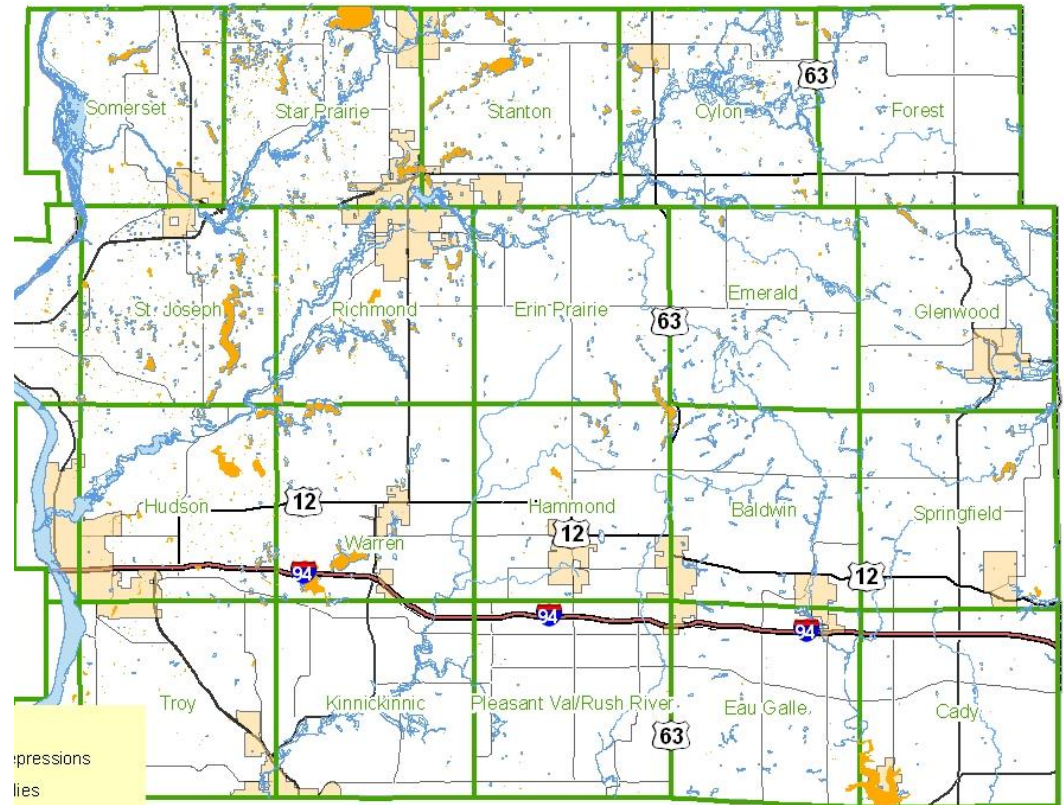 63
Somerset
Star Prairie
Stanton
Cylon
Forest
St. Joseph
Richmond
Erin Prairie
63
Emerald
Glenwood
Hudson
12
Hammond
Baldwin
Springfield
12
Warren
94
12
94
94
Troy
Kinnickinnic
Pleasant Val/Rush River
Eau Galle
Cady
63
epressions
lies